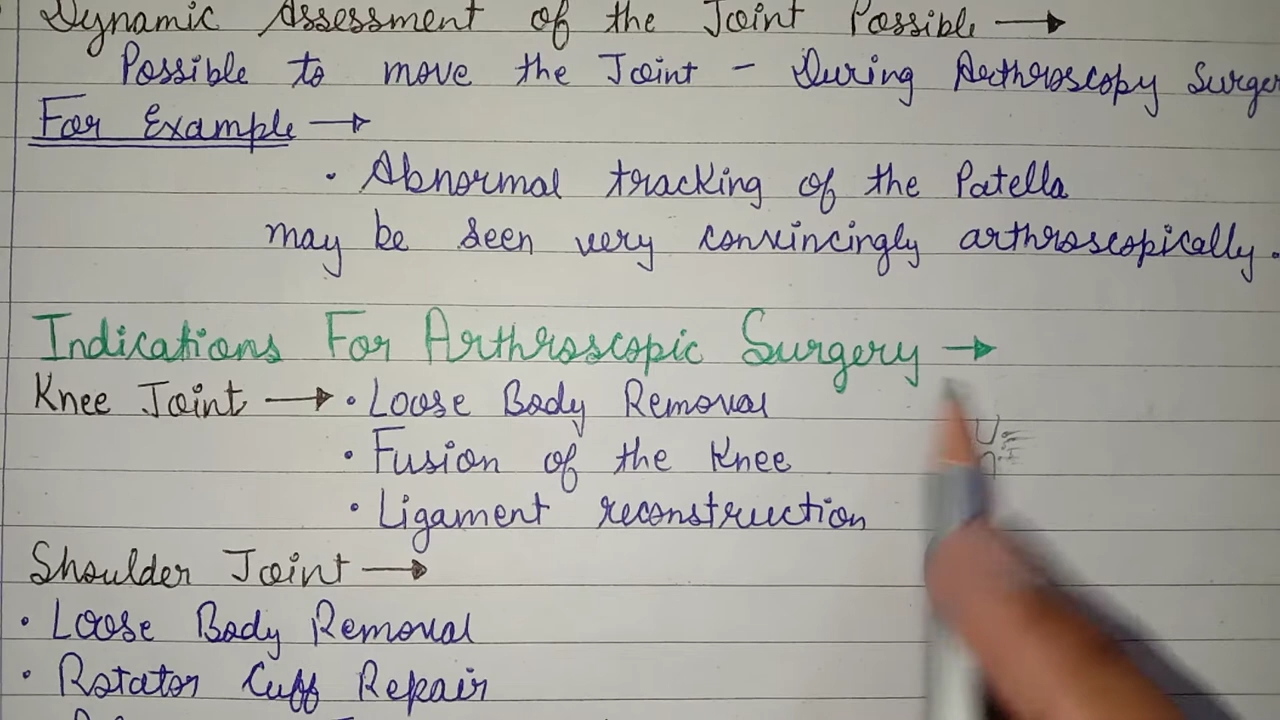 Dynamic Assessment of the Joint Possible →
Possible to move the Joint - During Arthroscopy Surger
For Example →
• Abnormal tracking of the Patella
may be seen very convincingly arthroscopically.
Indications For Arthroscopic Surgery →
Knee Joint → • Loose Body Removal
• Fusion of the Knee
• Ligament reconstruction
Shoulder Joint →
• Loose Body Removal
• Rotator Cuff Repair